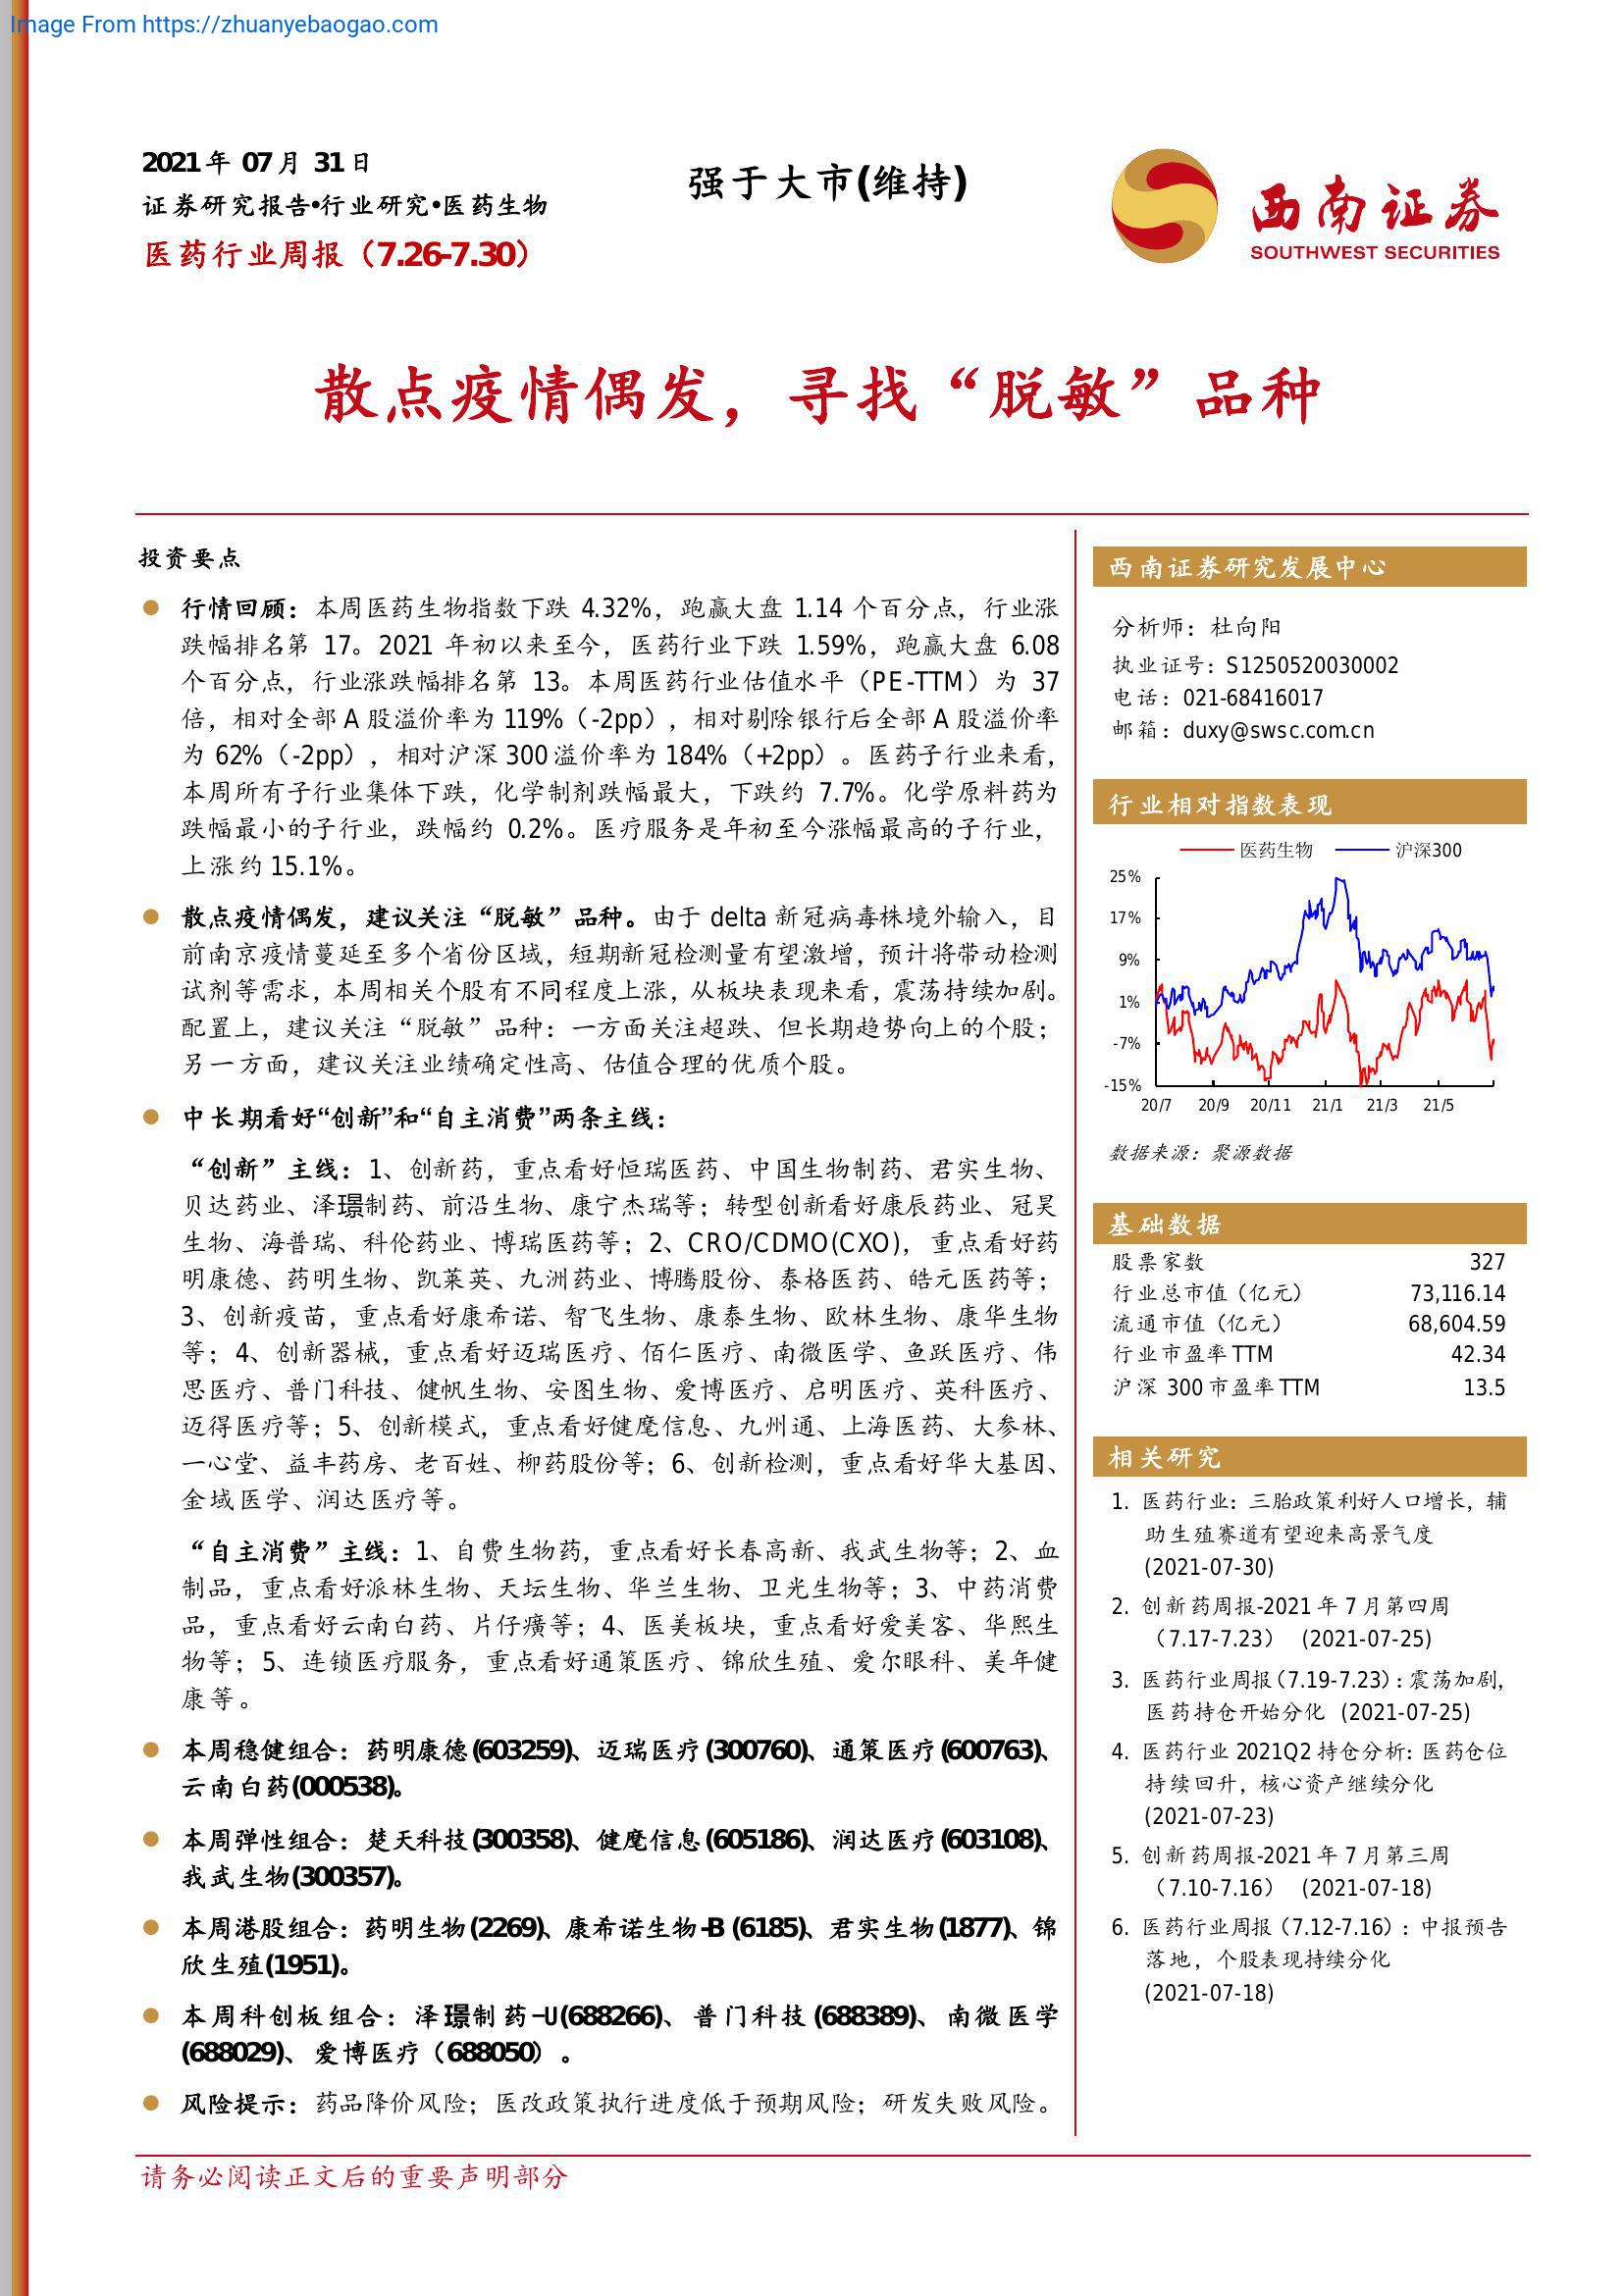 Image From https://zhuanyebaogao.com
2021年 07月 31日
证券研究报告•行业研究•医药生物
医药行业周报（7.26-7.30）
强于大市(维持)
西南证券
SOUTHWEST SECURITIES
散点疫情偶发，寻找“脱敏”品种
投资要点
行情回顾：本周医药生物指数下跌 4.32%，跑赢大盘 1.14 个百分点，行业涨
跌幅排名第 17。2021 年初以来至今，医药行业下跌 1.59%，跑赢大盘 6.08
个百分点，行业涨跌幅排名第 13。本周医药行业估值水平（PE-TTM）为 37
倍，相对全部 A 股溢价率为 119%（-2pp），相对剔除银行后全部 A 股溢价率
为 62%（-2pp），相对沪深 300 溢价率为 184%（+2pp）。医药子行业来看，
本周所有子行业集体下跌，化学制剂跌幅最大，下跌约 7.7%。化学原料药为
跌幅最小的子行业，跌幅约 0.2%。医疗服务是年初至今涨幅最高的子行业，
上涨约 15.1%。
散点疫情偶发，建议关注“脱敏”品种。由于 delta 新冠病毒株境外输入，目
前南京疫情蔓延至多个省份区域，短期新冠检测量有望激增，预计将带动检测
试剂等需求，本周相关个股有不同程度上涨，从板块表现来看，震荡持续加剧。
配置上，建议关注“脱敏”品种：一方面关注超跌、但长期趋势向上的个股；
另一方面，建议关注业绩确定性高、估值合理的优质个股。
中长期看好“创新”和“自主消费”两条主线：
“创新”主线：1、创新药，重点看好恒瑞医药、中国生物制药、君实生物、
贝达药业、泽璟制药、前沿生物、康宁杰瑞等；转型创新看好康辰药业、冠昊
生物、海普瑞、科伦药业、博瑞医药等；2、CRO/CDMO(CXO)，重点看好药
明康德、药明生物、凯莱英、九洲药业、博腾股份、泰格医药、皓元医药等；
3、创新疫苗，重点看好康希诺、智飞生物、康泰生物、欧林生物、康华生物
等；4、创新器械，重点看好迈瑞医疗、佰仁医疗、南微医学、鱼跃医疗、伟
思医疗、普门科技、健帆生物、安图生物、爱博医疗、启明医疗、英科医疗、
迈得医疗等；5、创新模式，重点看好健麾信息、九州通、上海医药、大参林、
一心堂、益丰药房、老百姓、柳药股份等；6、创新检测，重点看好华大基因、
金域医学、润达医疗等。
“自主消费”主线：1、自费生物药，重点看好长春高新、我武生物等；2、血
制品，重点看好派林生物、天坛生物、华兰生物、卫光生物等；3、中药消费
品，重点看好云南白药、片仔癀等；4、医美板块，重点看好爱美客、华熙生
物等；5、连锁医疗服务，重点看好通策医疗、锦欣生殖、爱尔眼科、美年健
康等。
本周稳健组合：药明康德(603259)、迈瑞医疗(300760)、通策医疗(600763)、
云南白药(000538)。
本周弹性组合：楚天科技(300358)、健麾信息(605186)、润达医疗(603108)、
我武生物(300357)。
本周港股组合：药明生物(2269)、康希诺生物-B (6185)、君实生物(1877)、锦
欣生殖(1951)。
本周科创板组合：泽璟制药-U(688266)、普门科技(688389)、南微医学
(688029)、爱博医疗（688050）。
风险提示：药品降价风险；医改政策执行进度低于预期风险；研发失败风险。
西南证券研究发展中心
分析师：杜向阳
执业证号：S1250520030002
电话：021-68416017
邮箱：duxy@swsc.com.cn
行业相对指数表现
医药生物 沪深300
25%
17%
9%
1%
-7%
-15%
20/7 20/9 20/11 21/1 21/3 21/5
数据来源：聚源数据
基础数据
股票家数 327
行业总市值（亿元） 73,116.14
流通市值（亿元） 68,604.59
行业市盈率 TTM 42.34
沪深 300 市盈率 TTM 13.5
相关研究
1. 医药行业：三胎政策利好人口增长，辅
助生殖赛道有望迎来高景气度
(2021-07-30)
2. 创新药周报-2021 年 7 月第四周
（7.17-7.23） (2021-07-25)
3. 医药行业周报（7.19-7.23）：震荡加剧，
医药持仓开始分化 (2021-07-25)
4. 医药行业 2021Q2 持仓分析：医药仓位
持续回升，核心资产继续分化
(2021-07-23)
5. 创新药周报-2021 年 7 月第三周
（7.10-7.16） (2021-07-18)
6. 医药行业周报（7.12-7.16）：中报预告
落地，个股表现持续分化
(2021-07-18)
请务必阅读正文后的重要声明部分